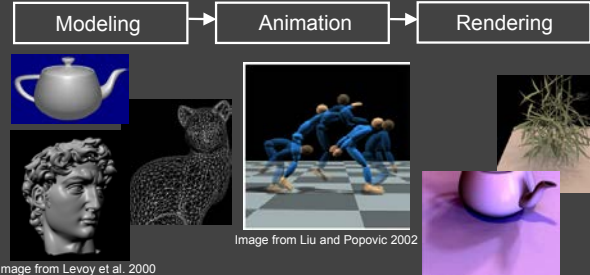 Modeling
Animation
Rendering
Image from Liu and Popovic 2002
mage from Levoy et al. 2000